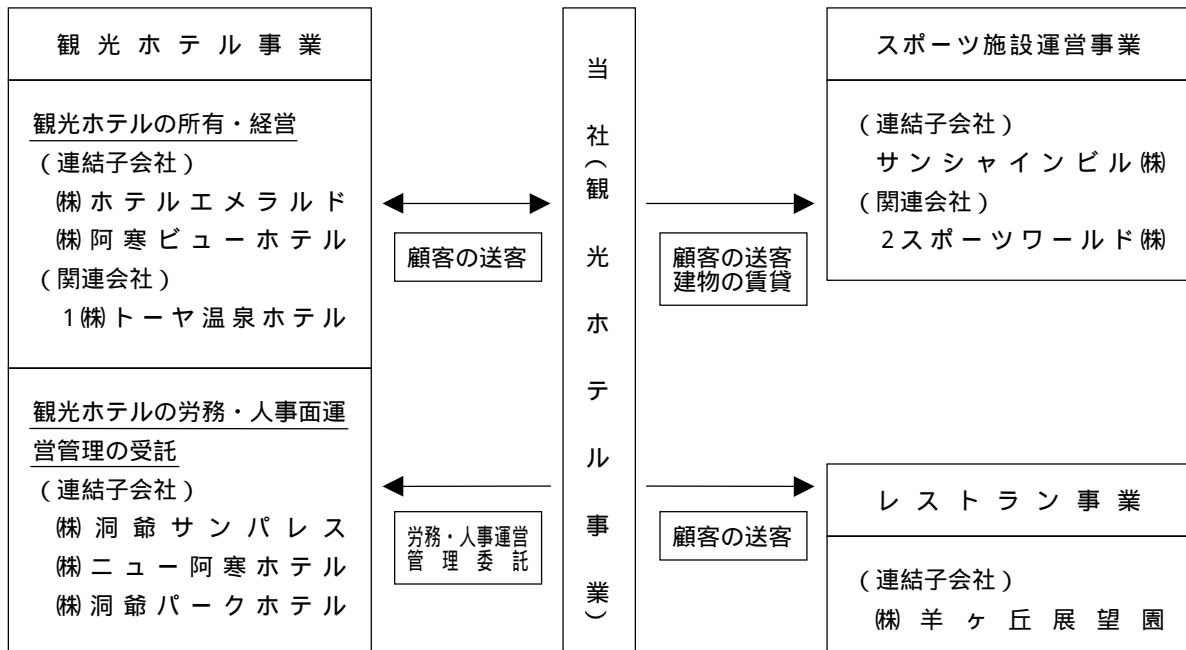 観光ホテル事業
観光ホテルの所有・経営
(連結子会社)
㈱ホテルエメラルド
㈱阿寒ビューホテル
(関連会社)
1㈱トーヤ温泉ホテル
観光ホテルの労務・人事面運
営管理の受託
(連結子会社)
㈱洞爺サンパレス
㈱ニュー阿寒ホテル
㈱洞爺パークホテル
顧客の送客
労務・人事運営
管理委託
当社(観光ホテル事業)
顧客の送客
建物の賃貸
顧客の送客
スポーツ施設運営事業
(連結子会社)
サンシャインビル㈱
(関連会社)
2スポーツワールド㈱
レストラン事業
(連結子会社)
㈱羊ヶ丘展望園